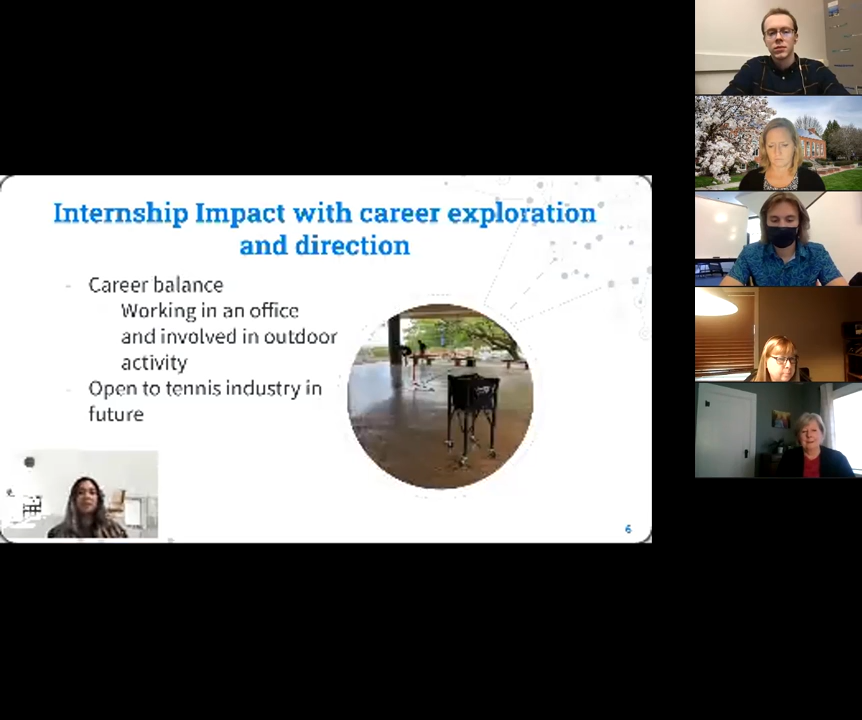 Internship Impact with career exploration
and direction
- Career balance
Working in an office
and involved in outdoor
activity
- Open to tennis industry in
future
6